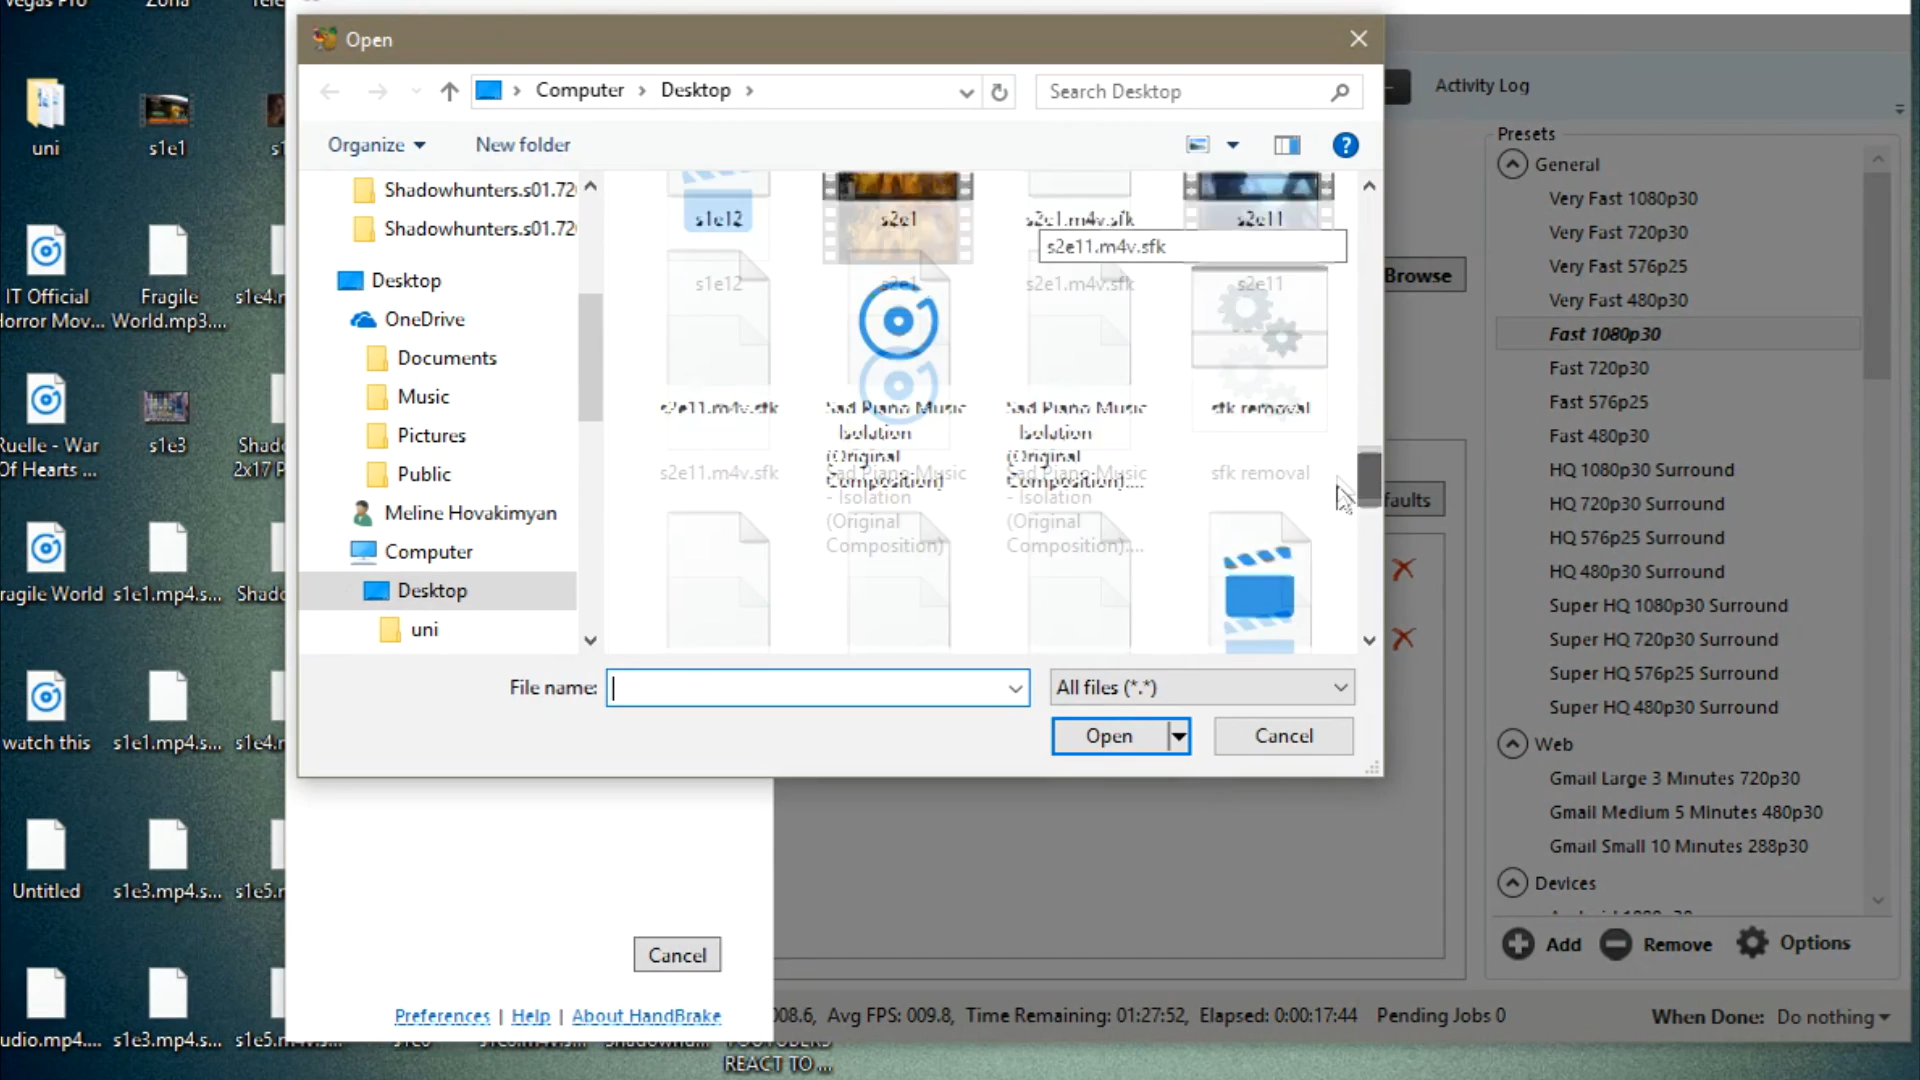 Vegas Pro
Zona
Open
Computer
Desktop
Search Desktop
Activity Log
Organize
New folder
Presets
General
uni
s1e1
Shadowhunters.s01.72
Shadowhunters.s01.72
Desktop
OneDrive
Documents
Music
Pictures
Public
Meline Hovakimyan
Computer
Desktop
uni
s1e12
s2e1
s2e1.m4v.sfk
s2e11
s2e11.m4v.sfk
s1e12
s2e1
s2e1.m4v.sfk
s2e11
s2e11.m4v.sfk
Sad Piano Music
- Isolation
(Original
Composition)
Sad Piano Music
- Isolation
(Original
Composition)....
sfk removal
s2e11.m4v.sfk
Sad Piano Music
- Isolation
(Original
Composition)
Sad Piano Music
- Isolation
(Original
Composition)....
sfk removal
Browse
Very Fast 1080p30
Very Fast 720p30
Very Fast 576p25
Very Fast 480p30
Fast 1080p30
Fast 720p30
Fast 576p25
Fast 480p30
HQ 1080p30 Surround
HQ 720p30 Surround
HQ 576p25 Surround
HQ 480p30 Surround
Super HQ 1080p30 Surround
Super HQ 720p30 Surround
Super HQ 576p25 Surround
Super HQ 480p30 Surround
Web
Gmail Large 3 Minutes 720p30
Gmail Medium 5 Minutes 480p30
Gmail Small 10 Minutes 288p30
Devices
Add
Remove
Options
faults
IT Official
Horror Mov...
Fragile
World.mp3....
Ruelle - War
Of Hearts ...
s1e3
2x17 P
s1e1.mp4.s...
watch this
s1e1.mp4.s...
Untitled
s1e3.mp4.s...
udio.mp4....
s1e3.mp4.s...
File name:
All files (*.*)
Open
Cancel
Cancel
Preferences | Help | About HandBrake
008.6, Avg FPS: 009.8, Time Remaining: 01:27:52, Elapsed: 0:00:17:44
Pending Jobs 0
When Done: Do nothing
REACT TO ...